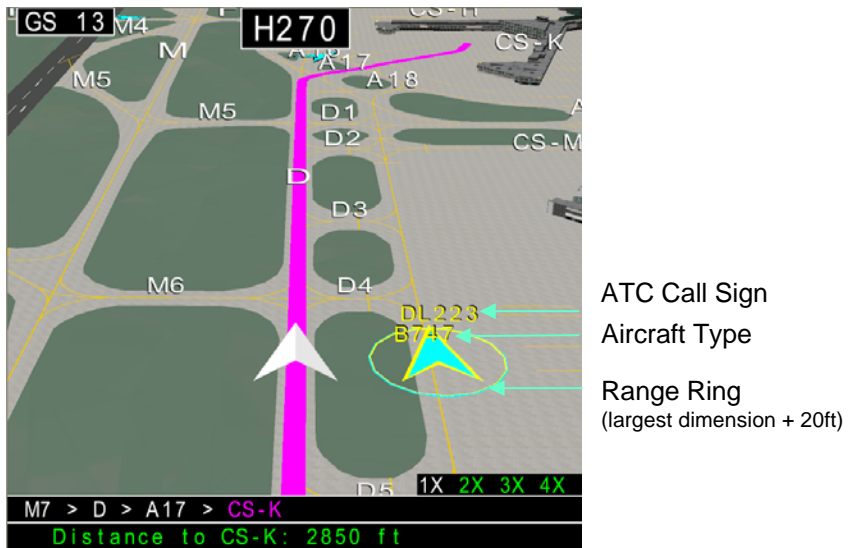 GS 13
M4
H270
CS-H
CS-K
M
A17
A18
M5
M5
D1
D2
CS-M
D
D3
M6
D4
DL223
B747
D5
1X 2X 3X 4X
M7 > D > A17 > CS-K
Distance to CS-K: 2850 ft
ATC Call Sign
Aircraft Type
Range Ring
(largest dimension + 20ft)